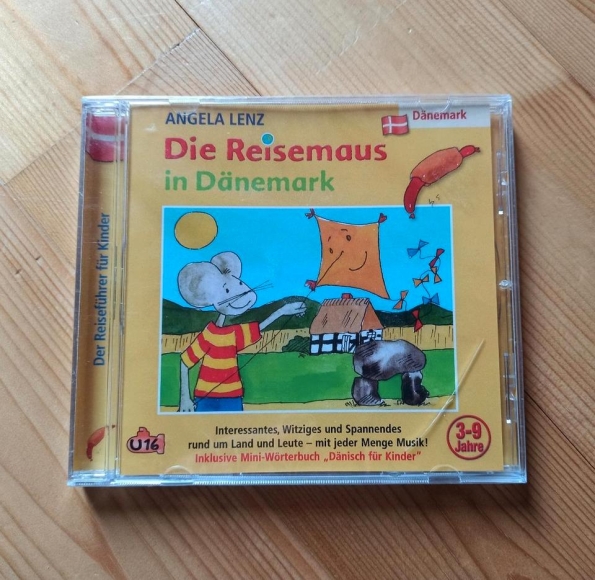 ANGELA LENZ
Dänemark
Die Reisemaus
in Dänemark
Der Reiseführer für Kinder
Interessantes, Witziges und Spannendes
rund um Land und Leute – mit jeder Menge Musik!
Inklusive Mini-Wörterbuch „Dänisch für Kinder“
U16
3-9
Jahre